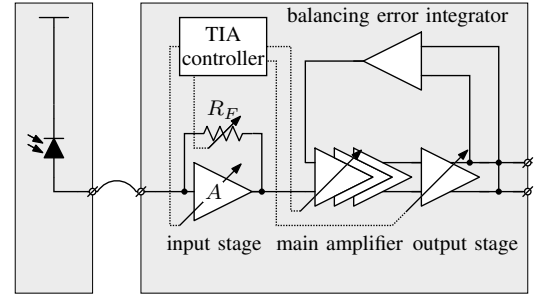 balancing error integrator
TIA
controller
R_F
A
input stage main amplifier output stage